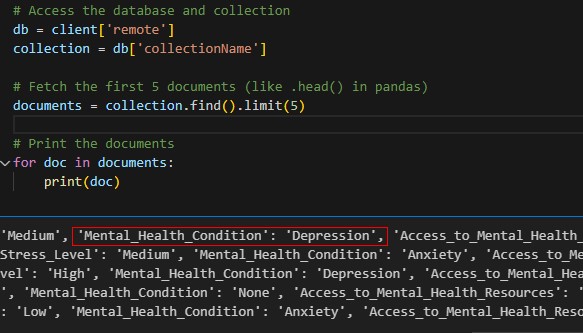 # Access the database and collection
db = client['remote']
collection = db['collectionName']
# Fetch the first 5 documents (like .head() in pandas)
documents = collection.find().limit(5)
# Print the documents
for doc in documents:
print(doc)
'Medium', 'Mental_Health_Condition': 'Depression', 'Access_to_Mental_Health_
Stress_Level': 'Medium', 'Mental_Health_Condition': 'Anxiety', 'Access_to_Me
vel': 'High', 'Mental_Health_Condition': 'Depression', 'Access_to_Mental_Hea
', 'Mental_Health_Condition': 'None', 'Access_to_Mental_Health_Resources': '
: 'Low', 'Mental_Health_Condition': 'Anxiety', 'Access_to_Mental_Health_Reso